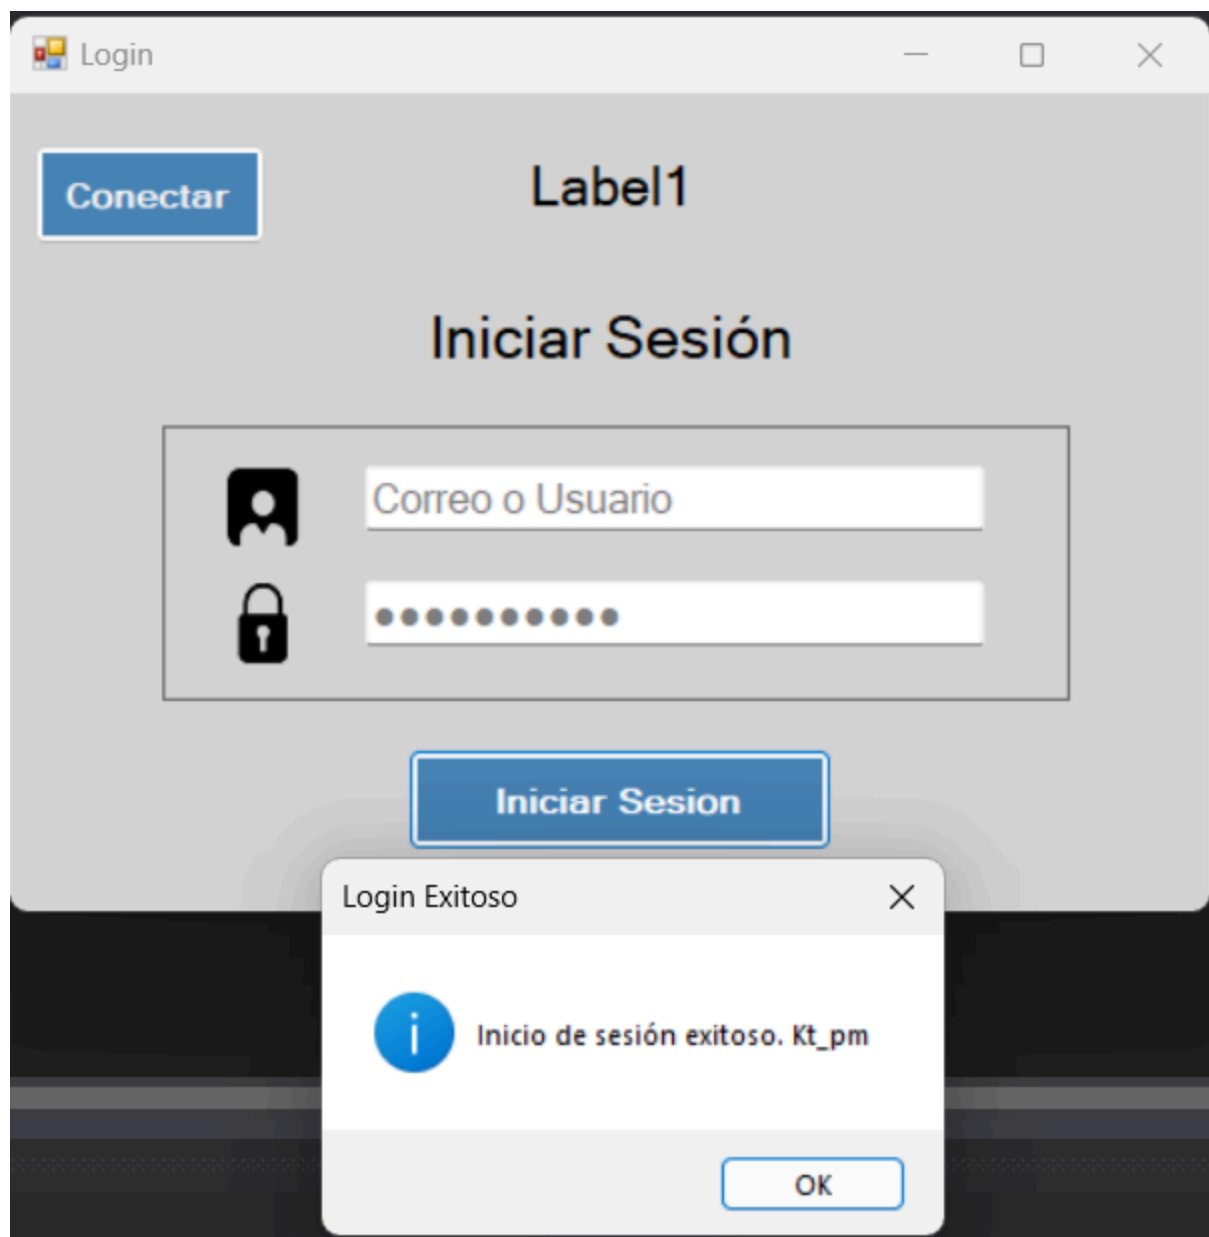 Login
Conectar
Label1
Iniciar Sesión
Correo o Usuario
●●●●●●●●●●
Iniciar Sesion
Login Exitoso
Inicio de sesión exitoso. Kt_pm
OK